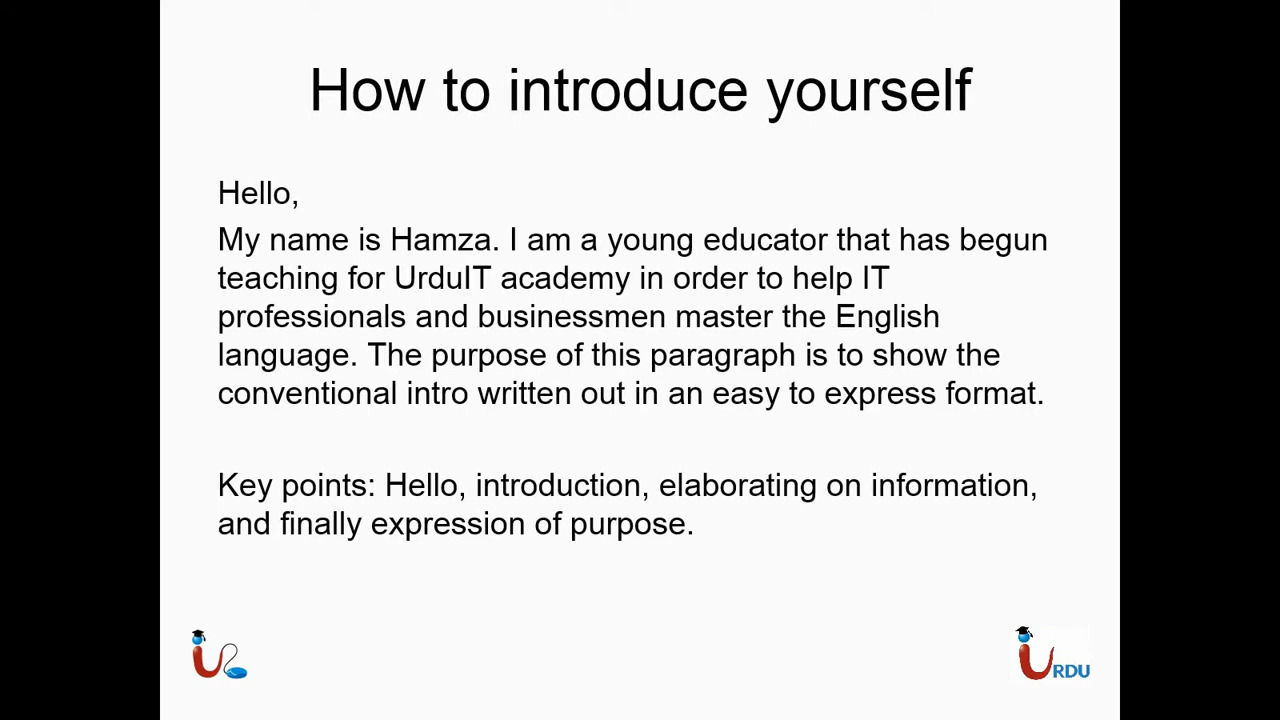 How to introduce yourself
Hello,
My name is Hamza. I am a young educator that has begun
teaching for UrduIT academy in order to help IT
professionals and businessmen master the English
language. The purpose of this paragraph is to show the
conventional intro written out in an easy to express format.
Key points: Hello, introduction, elaborating on information,
and finally expression of purpose.
URDU